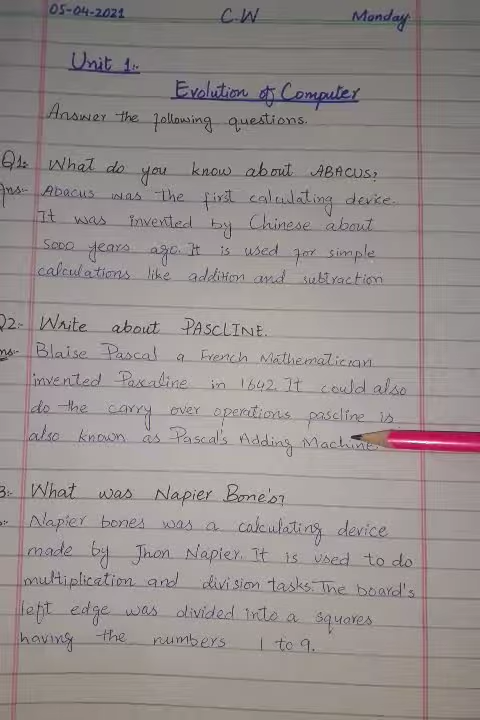 05-04-2021 C.W Monday
Unit 1:-
Evolution of Computer
Answer the following questions.
Q1:- What do you know about ABACUS?
Ans:- Abacus was the first calculating device.
It was invented by Chinese about
5000 years ago. It is used for simple
calculations like addition and subtraction
Q2:- Write about PASCLINE.
Ans:- Blaise Pascal a French Mathematician
invented Pascaline in 1642. It could also
do the carry over operations pascline is
also known as Pascal's Adding Machine.
3:- What was Napier Bone's?
:- Napier bones was a calculating device
made by Jhon Napier. It is used to do
multiplication and division tasks. The board's
left edge was divided into a squares
having the numbers 1 to 9.